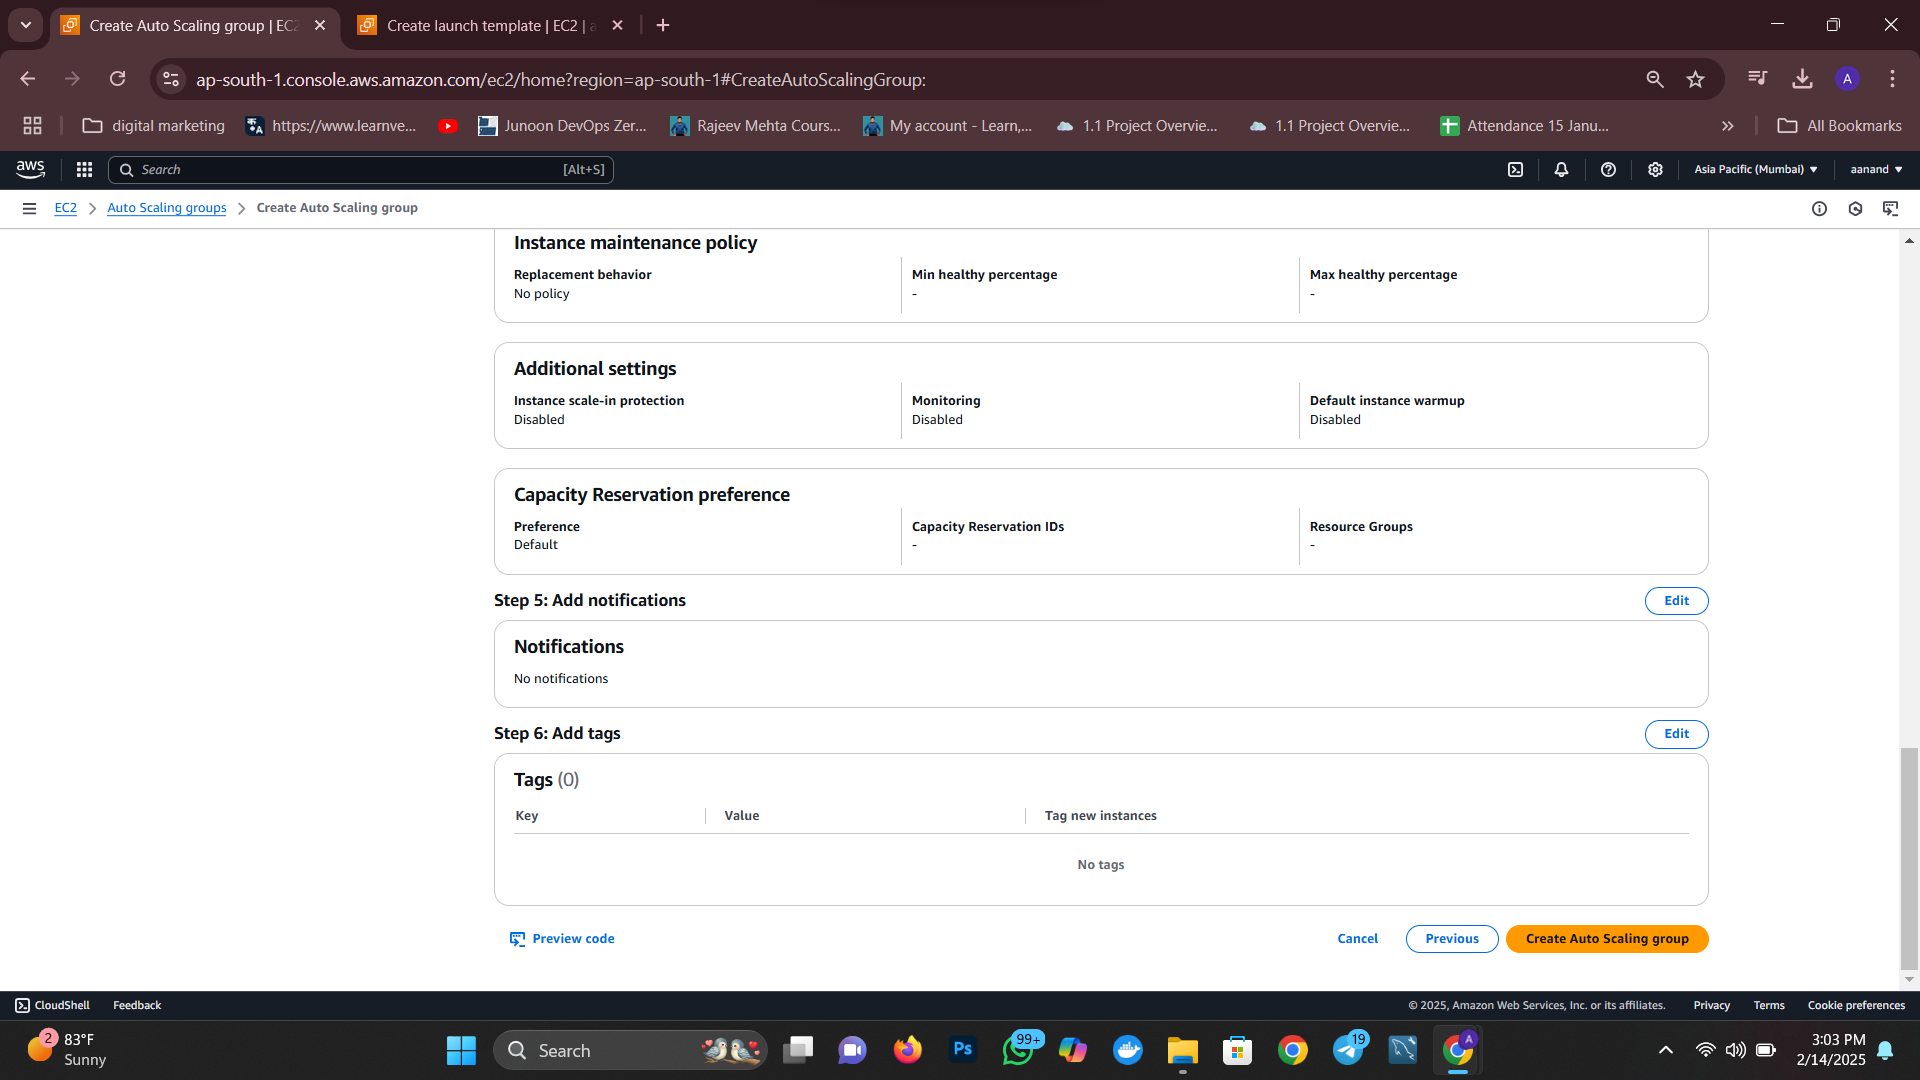 Create Auto Scaling group | EC2
Create launch template | EC2 | a
ap-south-1.console.aws.amazon.com/ec2/home?region=ap-south-1#CreateAutoScalingGroup:
A
digital marketing
https://www.learnve...
Junoon DevOps Zer...
Rajeev Mehta Cours...
My account - Learn,...
1.1 Project Overvie...
1.1 Project Overvie...
Attendance 15 Janu...
All Bookmarks
aws
Search
[Alt+S]
Asia Pacific (Mumbai)
aanand
EC2
Auto Scaling groups
Create Auto Scaling group
Instance maintenance policy
Replacement behavior
Min healthy percentage
Max healthy percentage
No policy
-
-
Additional settings
Instance scale-in protection
Monitoring
Default instance warmup
Disabled
Disabled
Disabled
Capacity Reservation preference
Preference
Capacity Reservation IDs
Resource Groups
Default
-
-
Step 5: Add notifications
Edit
Notifications
No notifications
Step 6: Add tags
Edit
Tags (0)
Key
Value
Tag new instances
No tags
Preview code
Cancel
Previous
Create Auto Scaling group
CloudShell
Feedback
© 2025, Amazon Web Services, Inc. or its affiliates.
Privacy
Terms
Cookie preferences
2
83°F
Sunny
Search
Ps
99+
19
A
3:03 PM
2/14/2025